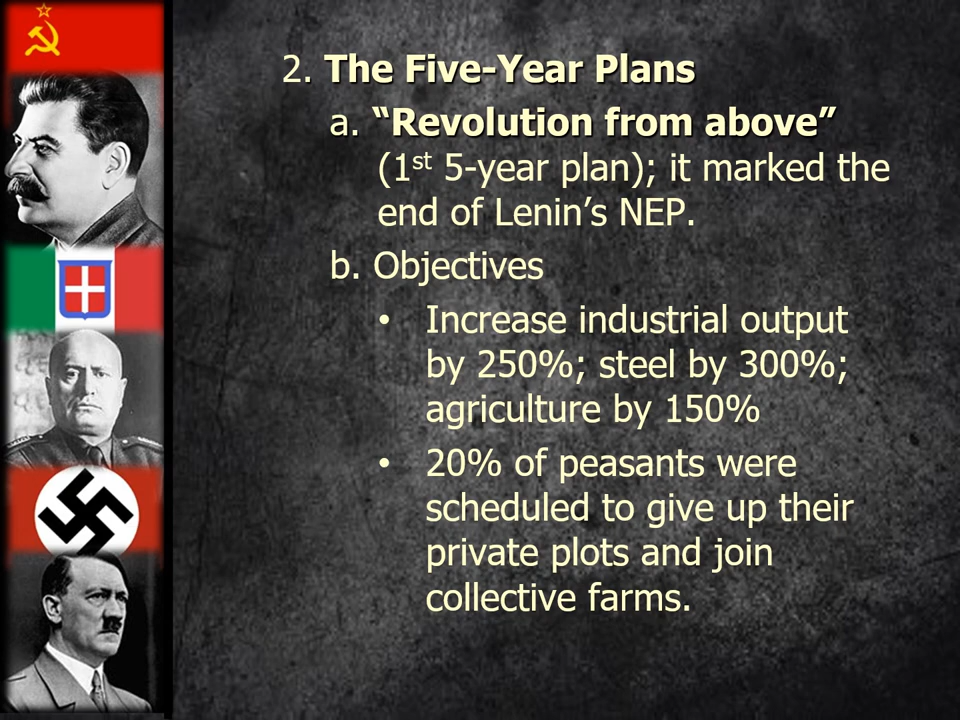 2. The Five-Year Plans
a. “Revolution from above”
(1st 5-year plan); it marked the
end of Lenin’s NEP.
b. Objectives
• Increase industrial output
by 250%; steel by 300%;
agriculture by 150%
• 20% of peasants were
scheduled to give up their
private plots and join
collective farms.